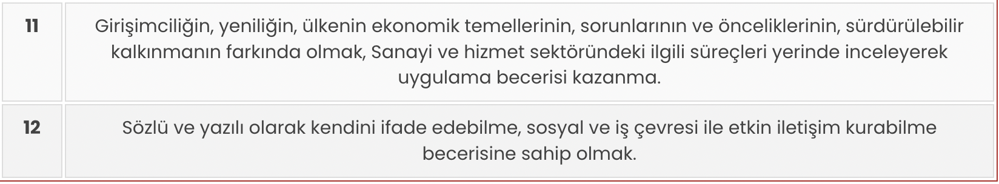 11
Girişimciliğin, yeniliğin, ülkenin ekonomik temellerinin, sorunlarının ve önceliklerinin, sürdürülebilir
kalkınmanın farkında olmak, Sanayi ve hizmet sektöründeki ilgili süreçleri yerinde inceleyerek
uygulama becerisi kazanma.
12
Sözlü ve yazılı olarak kendini ifade edebilme, sosyal ve iş çevresi ile etkin iletişim kurabilme
becerisine sahip olmak.